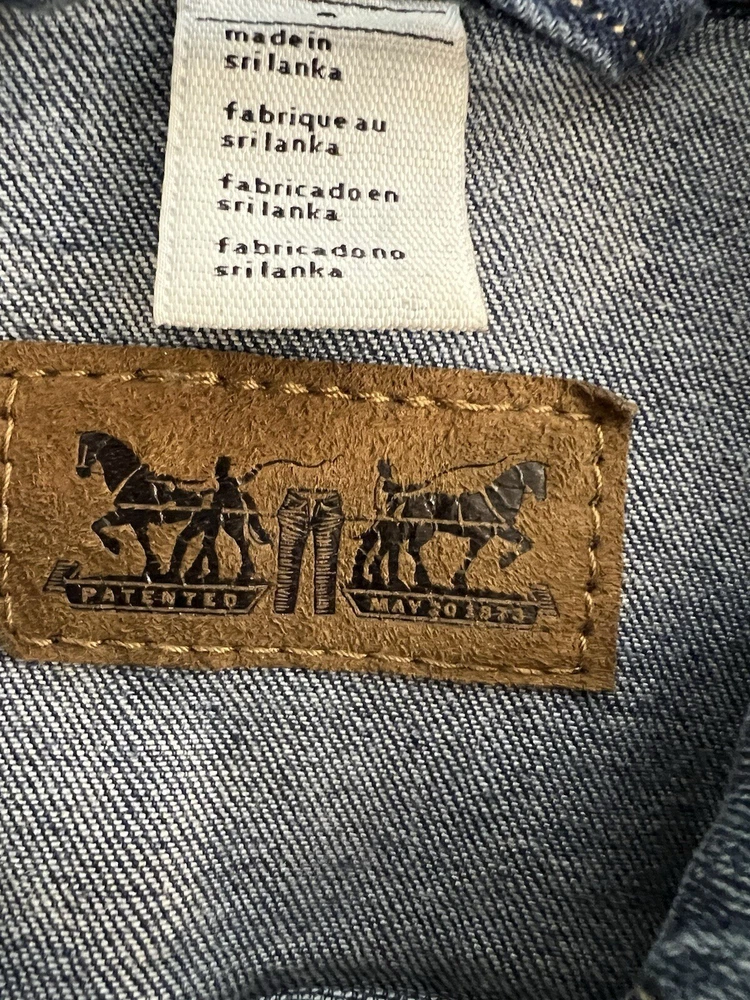 made in
sri lanka
fabrique au
sri lanka
fabricado en
sri lanka
fabricado no
sri lanka
PATENTED
MAY 20 1873